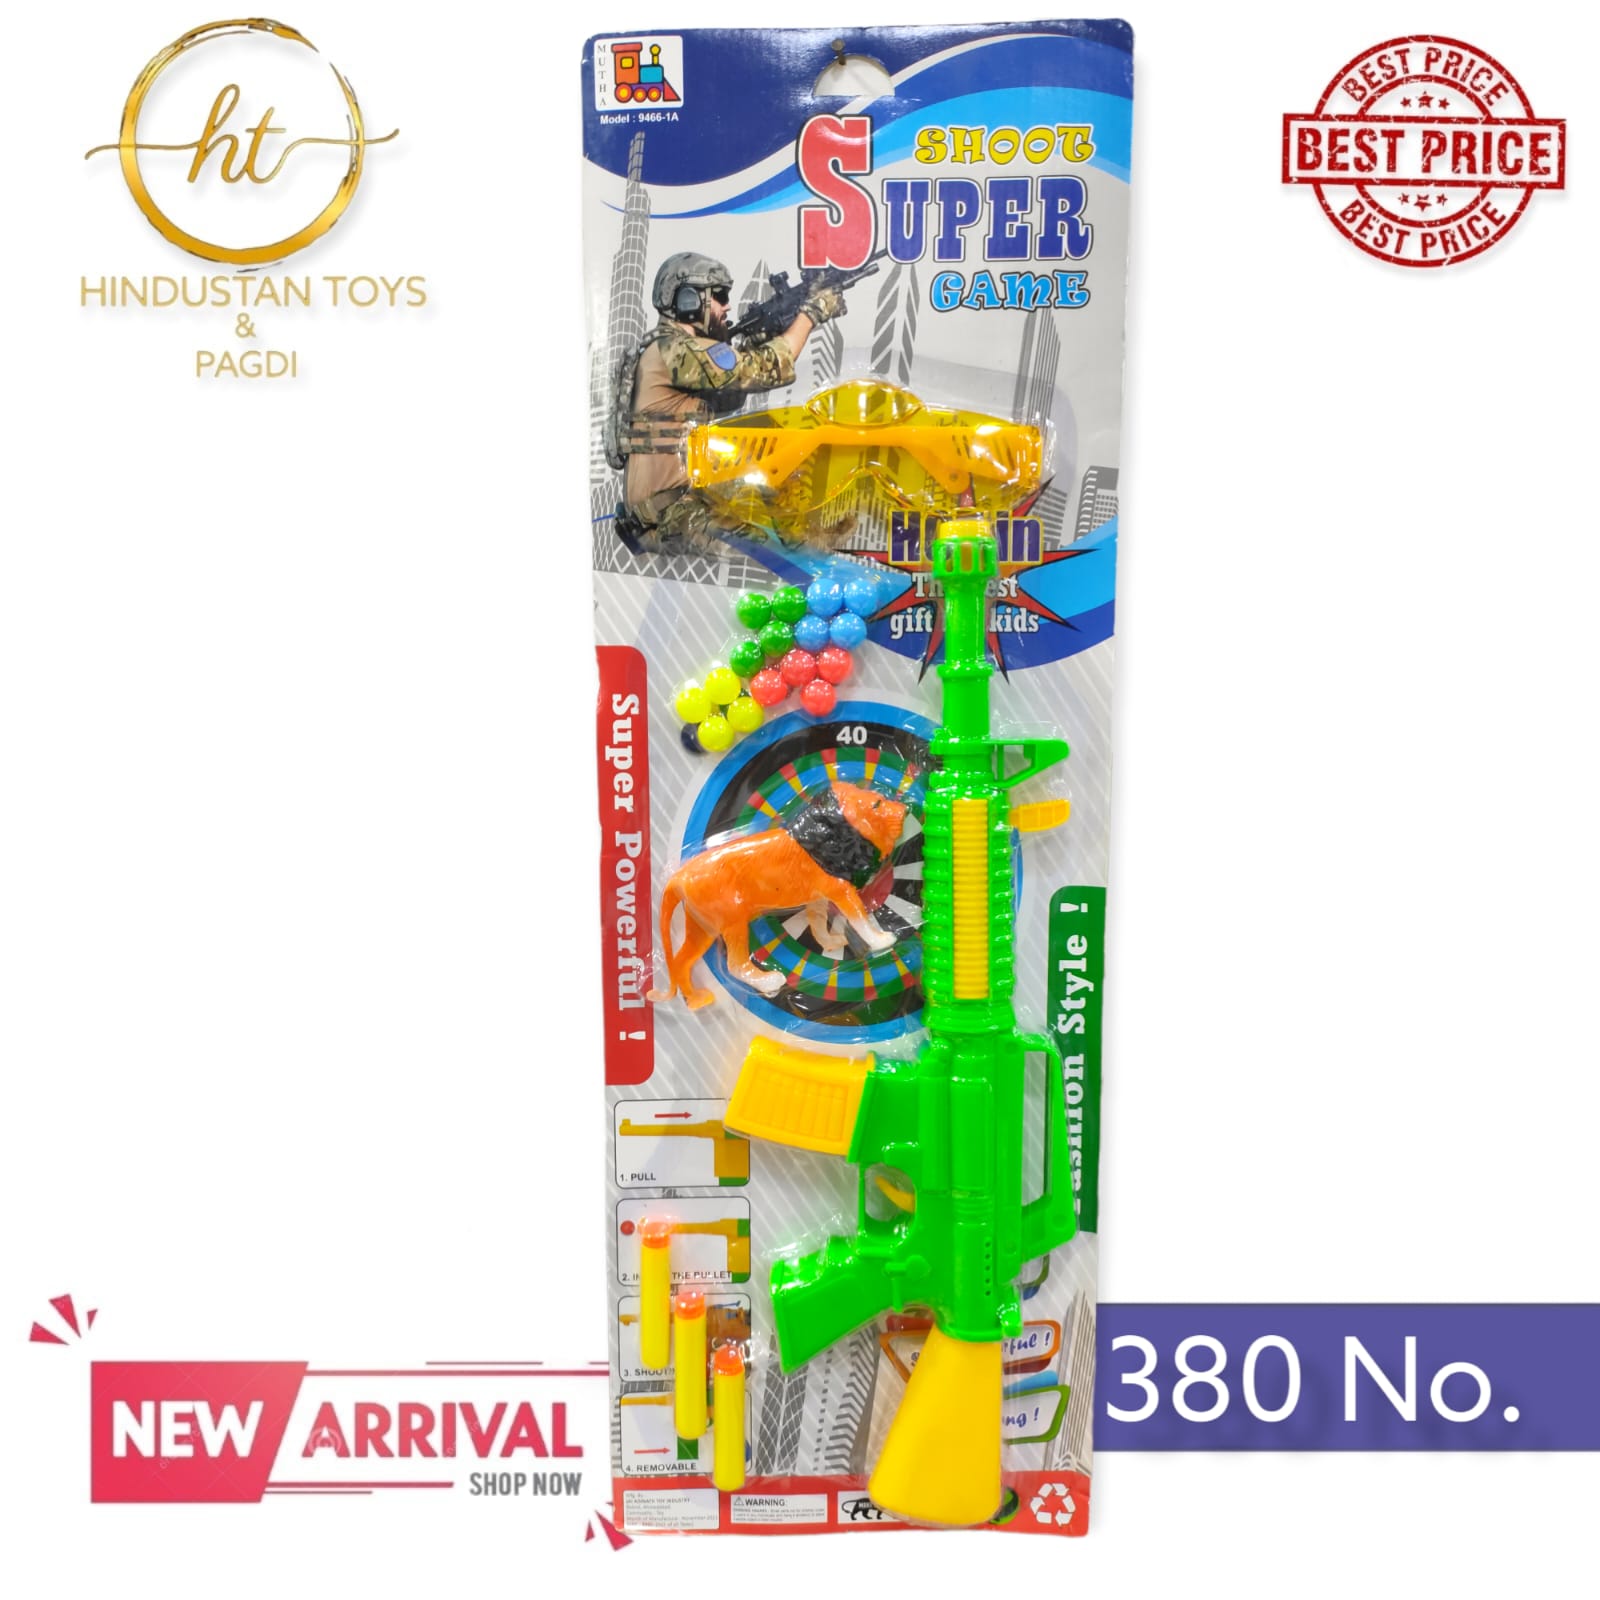 ht
HINDUSTAN TOYS
&
PAGDI
MUTHA
Model : 9466-1A
SHOOT
SUPER
GAME
BEST PRICE
BEST PRICE
BEST PRICE
gift kids
40
Super Powerful !
Style !
1. PULL
2. THE BULLET
3. SHOOT
4. REMOVABLE
NEW ARRIVAL
SHOP NOW
380 No.
WARNING: